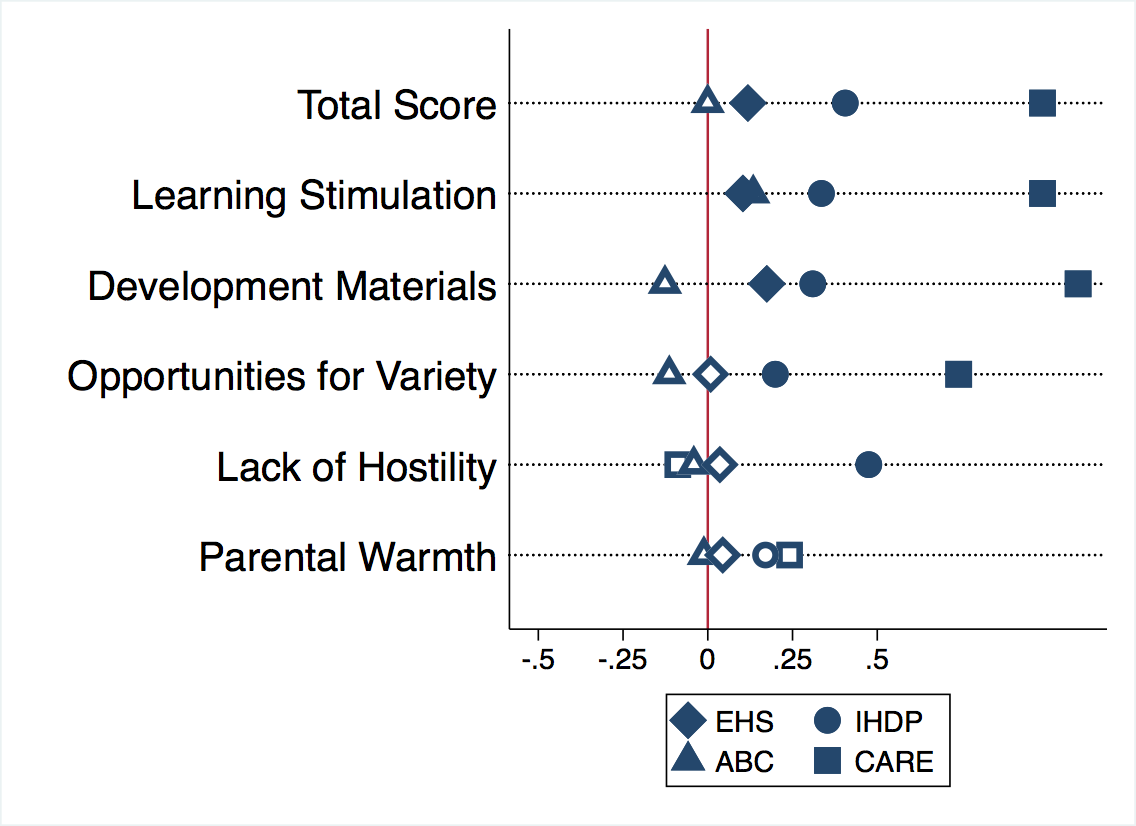 Total Score
Learning Stimulation
Development Materials
Opportunities for Variety
Lack of Hostility
Parental Warmth
-.5 -.25 0 .25 .5
EHS IHDP
ABC CARE